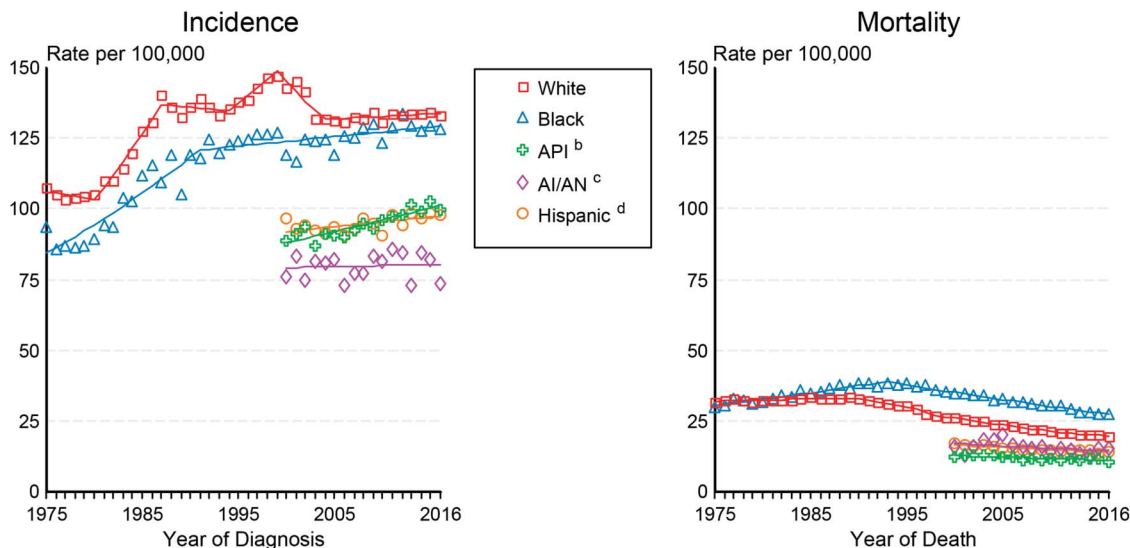 Incidence
Rate per 100,000
150
125
100
75
50
25
0
1975
1985
1995
2005
2016
Year of Diagnosis
White
Black
API b
AI/AN c
Hispanic d
Mortality
Rate per 100,000
150
125
100
75
50
25
0
1975
1985
1995
2005
2016
Year of Death